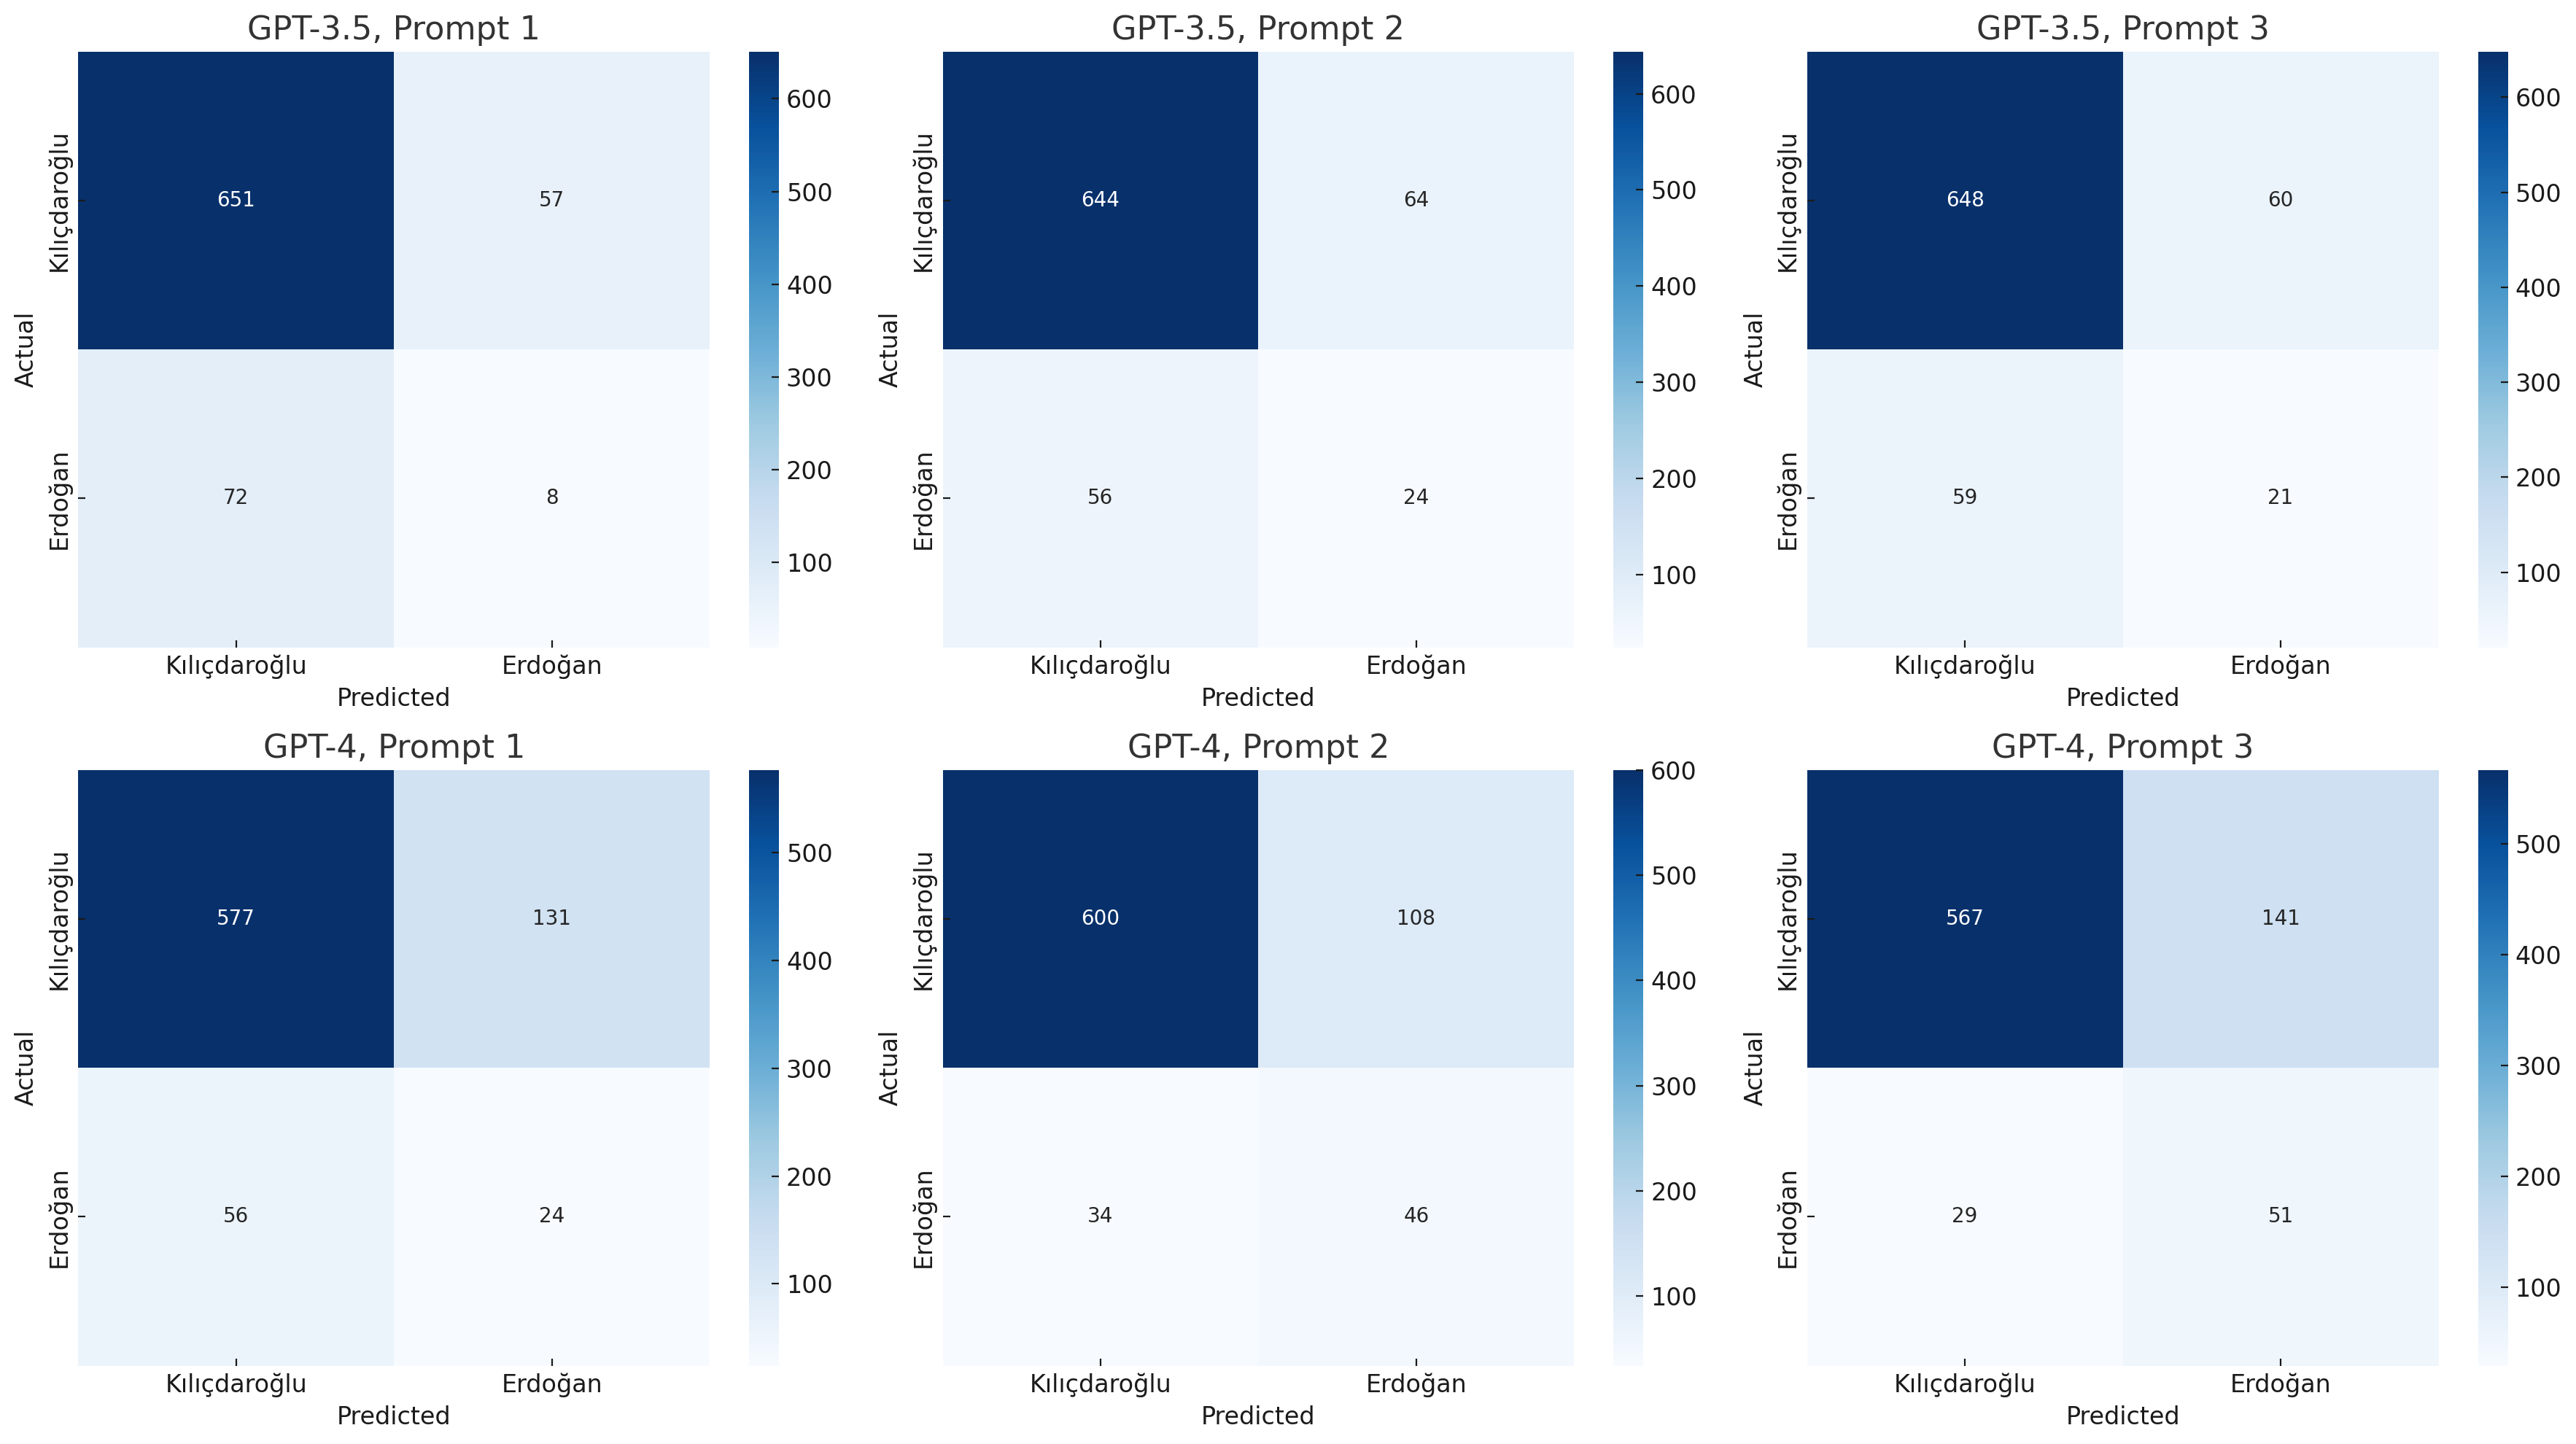 GPT-3.5, Prompt 1
600
500
400
300
200
100
Actual
Kılıçdaroğlu
Erdoğan
651
57
72
8
Kılıçdaroğlu
Erdoğan
Predicted
GPT-3.5, Prompt 2
600
500
400
300
200
100
Actual
Kılıçdaroğlu
Erdoğan
644
64
56
24
Kılıçdaroğlu
Erdoğan
Predicted
GPT-3.5, Prompt 3
600
500
400
300
200
100
Actual
Kılıçdaroğlu
Erdoğan
648
60
59
21
Kılıçdaroğlu
Erdoğan
Predicted
GPT-4, Prompt 1
500
400
300
200
100
Actual
Kılıçdaroğlu
Erdoğan
577
131
56
24
Kılıçdaroğlu
Erdoğan
Predicted
GPT-4, Prompt 2
600
500
400
300
200
100
Actual
Kılıçdaroğlu
Erdoğan
600
108
34
46
Kılıçdaroğlu
Erdoğan
Predicted
GPT-4, Prompt 3
500
400
300
200
100
Actual
Kılıçdaroğlu
Erdoğan
567
141
29
51
Kılıçdaroğlu
Erdoğan
Predicted